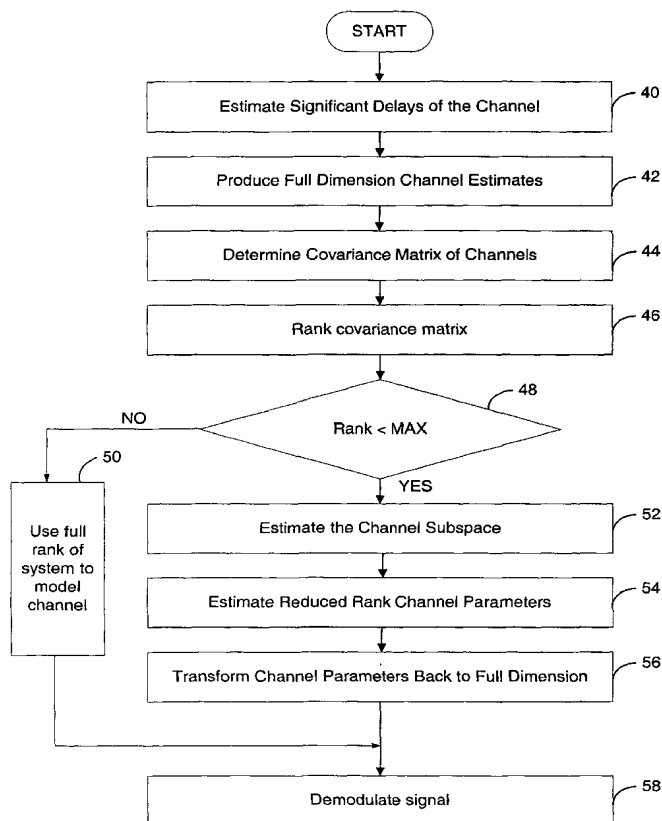 START
Estimate Significant Delays of the Channel
40
Produce Full Dimension Channel Estimates
42
Determine Covariance Matrix of Channels
44
Rank covariance matrix
46
48
Rank < MAX
NO
YES
50
Use full
rank of
system to
model
channel
Estimate the Channel Subspace
52
Estimate Reduced Rank Channel Parameters
54
Transform Channel Parameters Back to Full Dimension
56
Demodulate signal
58